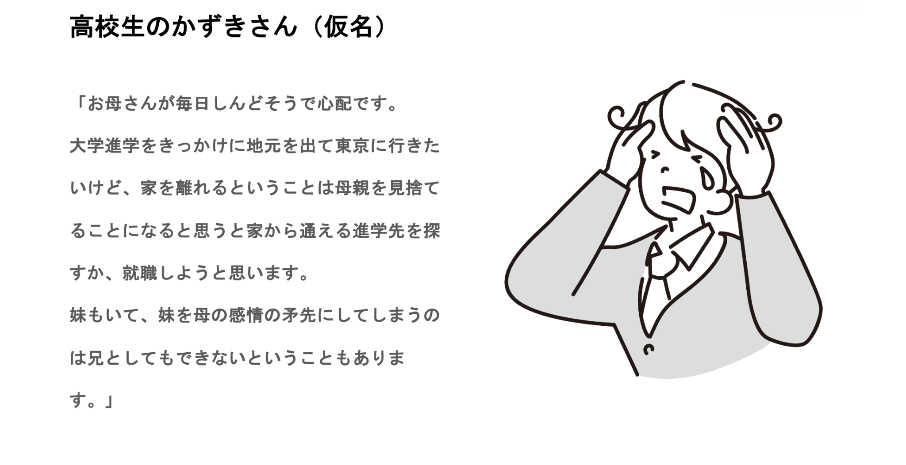 高校生のかずきさん（仮名）
「お母さんが毎日しんどそうで心配です。
大学進学をきっかけに地元を出て東京に行きた
いけど、家を離れるということは母親を見捨て
ることになると思うと家から通える進学先を探
すか、就職しようと思います。
妹もいて、妹を母の感情の矛先にしてしまうの
は兄としてもできないということもありま
す。」